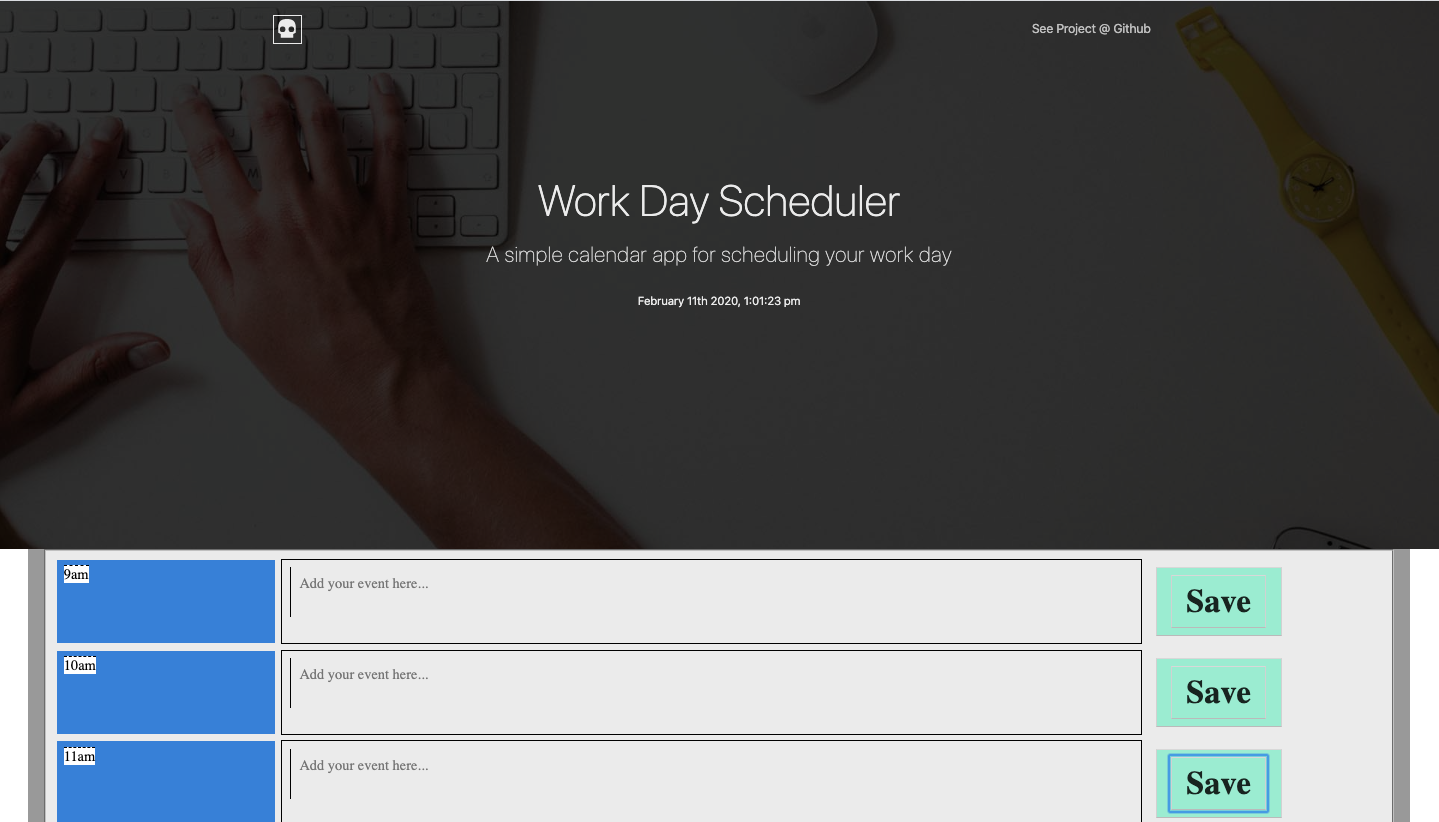 See Project @ Github
Work Day Scheduler
A simple calendar app for scheduling your work day
February 11th 2020, 1:01:23 pm
9am
Add your event here...
Save
10am
Add your event here...
Save
11am
Add your event here...
Save